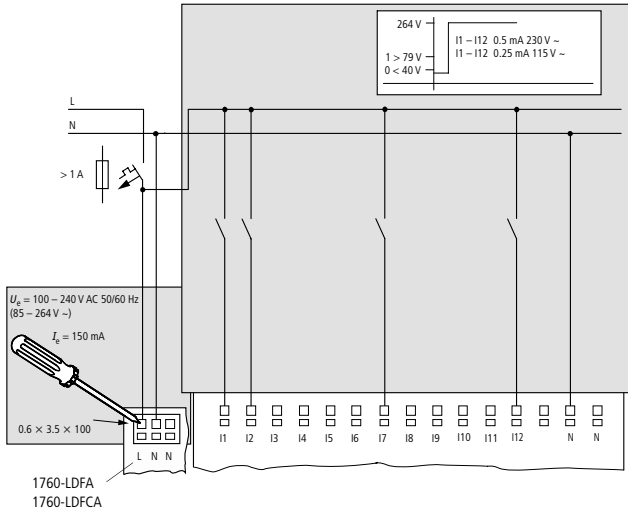 264 V
1 > 79 V
0 < 40 V
I1 – I12 0.5 mA 230 V ~
I1 – I12 0.25 mA 115 V ~
L
N
> 1 A
Ue = 100 – 240 V AC 50/60 Hz
(85 – 264 V ~)
Ie = 150 mA
0.6 × 3.5 × 100
L N N
I1 I2 I3 I4 I5 I6 I7 I8 I9 I10 I11 I12 N N
1760-LDFA
1760-LDFCA